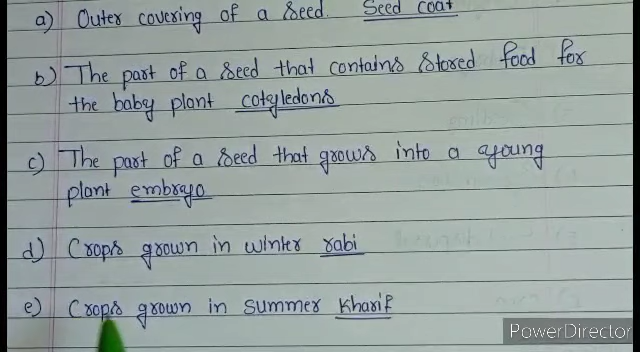 a) Outer covering of a seed. Seed coat
b) The part of a seed that contains stored food for
the baby plant cotyledons
c) The part of a seed that grows into a young
plant embryo
d) Crops grown in winter rabi
e) Crops grown in summer Kharif
PowerDirector